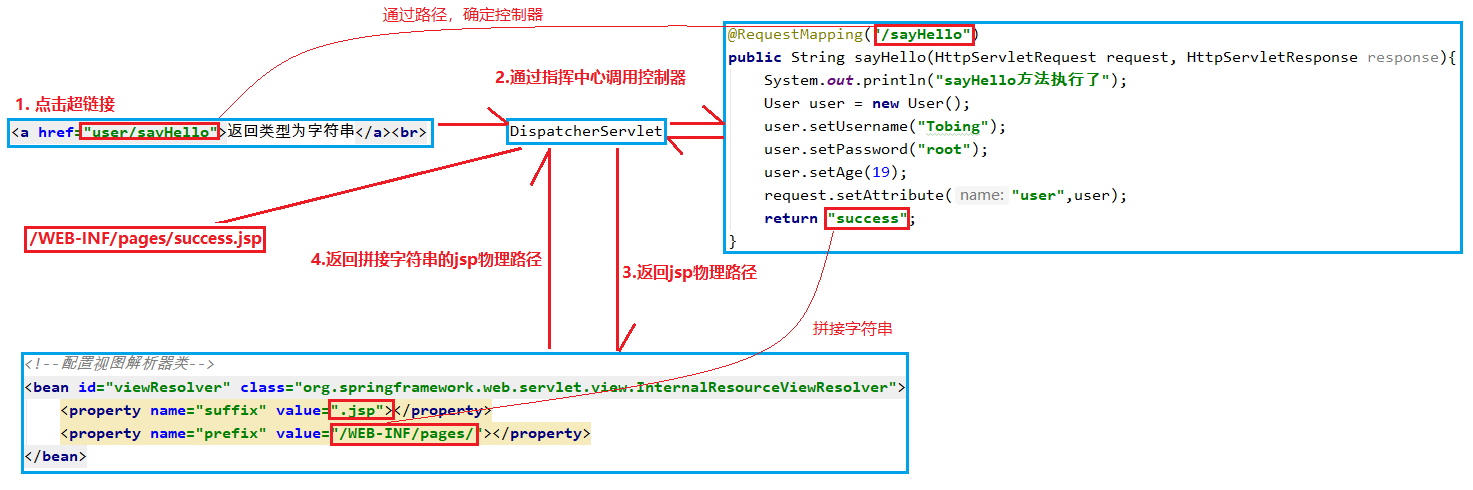 通过路径，确定控制器
@RequestMapping("/sayHello")
public String sayHello(HttpServletRequest request, HttpServletResponse response){
System.out.println("sayHello方法执行了");
User user = new User();
user.setUsername("Tobing");
user.setPassword("root");
user.setAge(19);
request.setAttribute( name: "user",user);
return "success";
}
1. 点击超链接
<a href="user/sayHello">返回类型为字符串</a><br>
2.通过指挥中心调用控制器
DispatcherServlet
/WEB-INF/pages/success.jsp
4.返回拼接字符串的jsp物理路径
3.返回jsp物理路径
拼接字符串
<!--配置视图解析器类-->
<bean id="viewResolver" class="org.springframework.web.servlet.view.InternalResourceViewResolver">
<property name="suffix" value=".jsp"></property>
<property name="prefix" value="/WEB-INF/pages/"></property>
</bean>